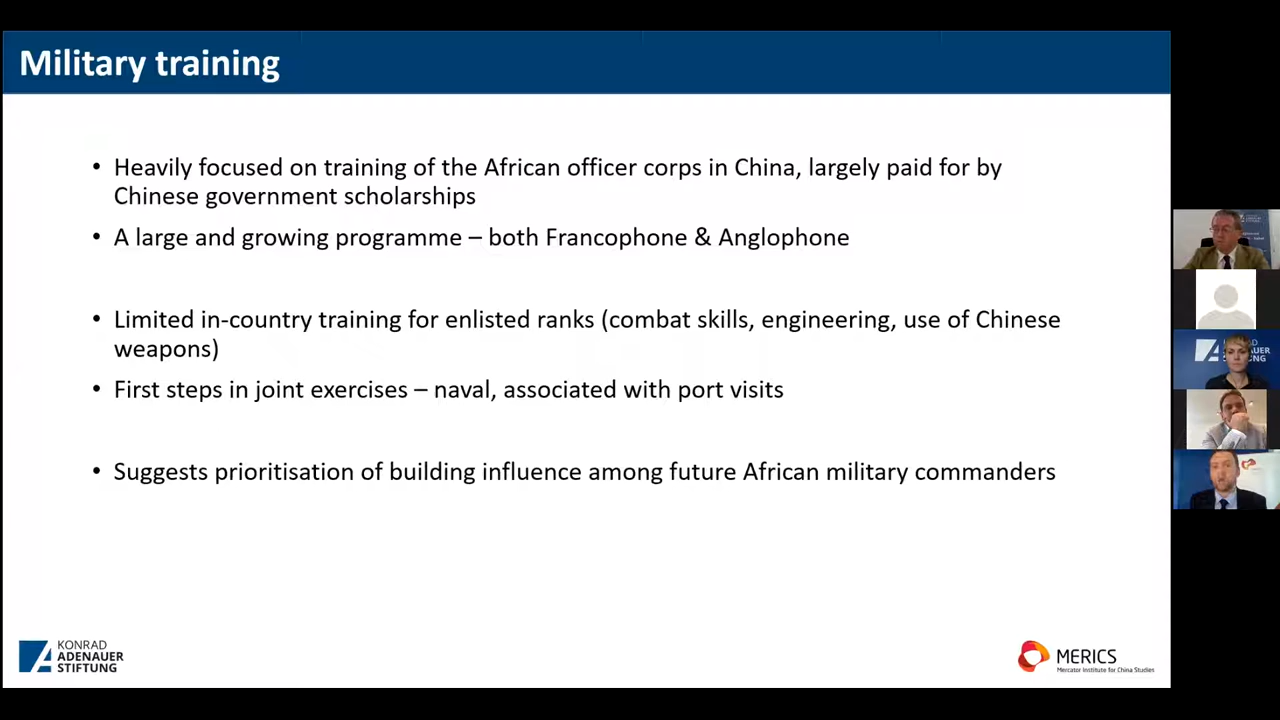 Military training
• Heavily focused on training of the African officer corps in China, largely paid for by
Chinese government scholarships
• A large and growing programme – both Francophone & Anglophone
• Limited in-country training for enlisted ranks (combat skills, engineering, use of Chinese
weapons)
• First steps in joint exercises – naval, associated with port visits
• Suggests prioritisation of building influence among future African military commanders
KONRAD
ADENAUER
STIFTUNG
MERICS
Mercator Institute for China Studies